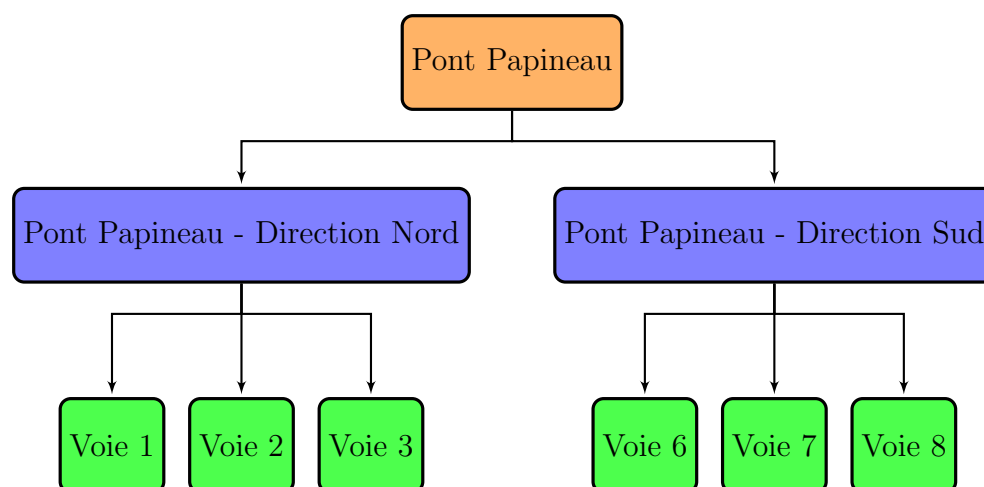 Pont Papineau
Pont Papineau - Direction Nord
Pont Papineau - Direction Sud
Voie 1
Voie 2
Voie 3
Voie 6
Voie 7
Voie 8